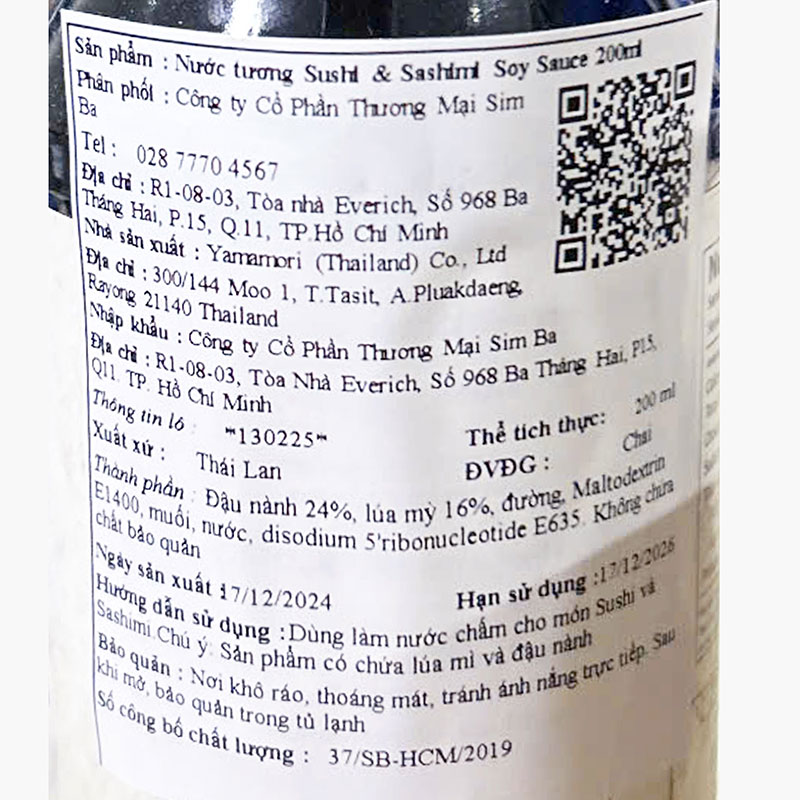 Sản phẩm : Nước tương Sushi & Sashimi Soy Sauce 200ml
Phân phối : Công ty Cổ Phần Thương Mại Sim
Ba
Tel : 028 7770 4567
Địa chỉ : R1-08-03, Tòa nhà Everich, Số 968 Ba
Tháng Hai, P.15, Q.11, TP.Hồ Chí Minh
Nhà sản xuất : Yamamori (Thailand) Co., Ltd
Địa chỉ : 300/144 Moo 1, T.Tasit, A.Pluakdaeng,
Rayong 21140 Thailand
Nhập khẩu : Công ty Cổ Phần Thương Mại Sim Ba
Địa chỉ : R1-08-03, Tòa Nhà Everich, Số 968 Ba Tháng Hai, P15,
Q11. TP. Hồ Chí Minh
Thông tin lô : *130225* Thể tích thực: 200 ml
Xuất xứ : Thái Lan ĐVĐG : Chai
Thành phần : Đậu nành 24%, lúa mỳ 16%, đường, Maltodextrin
E1400, muối, nước, disodium 5'ribonucleotide E635. Không chứa
chất bảo quản
Ngày sản xuất : 17/12/2024 Hạn sử dụng :17/12/2026
Hướng dẫn sử dụng :Dùng làm nước chấm cho món Sushi và
Sashimi.Chú ý: Sản phẩm có chứa lúa mì và đậu nành
Bảo quản : Nơi khô ráo, thoáng mát, tránh ánh nắng trực tiếp. Sau
khi mở, bảo quản trong tủ lạnh
Số công bố chất lượng : 37/SB-HCM/2019